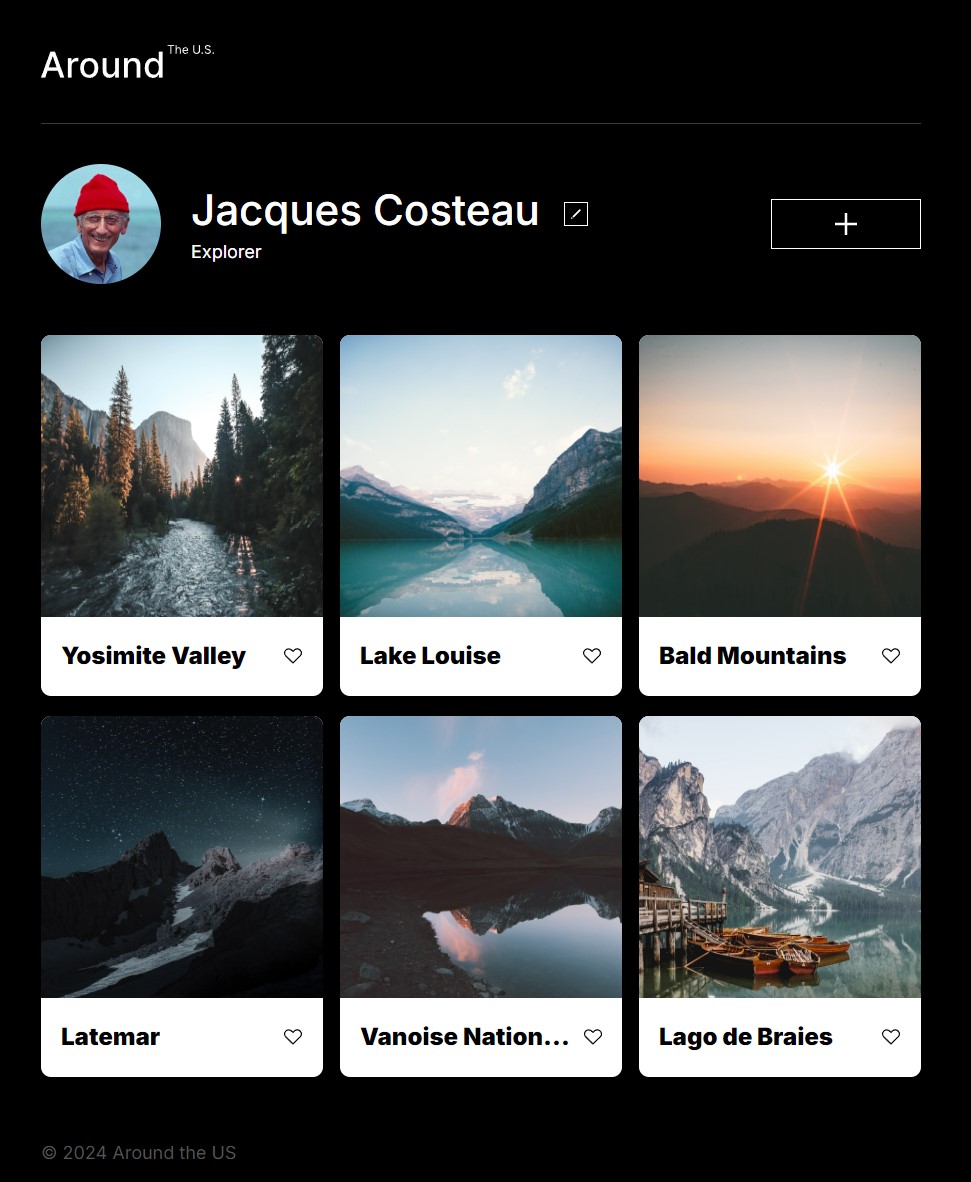 Around The U.S.
Jacques Costeau
Explorer
Yosimite Valley
Lake Louise
Bald Mountains
Latemar
Vanoise Nation...
Lago de Braies
© 2024 Around the US